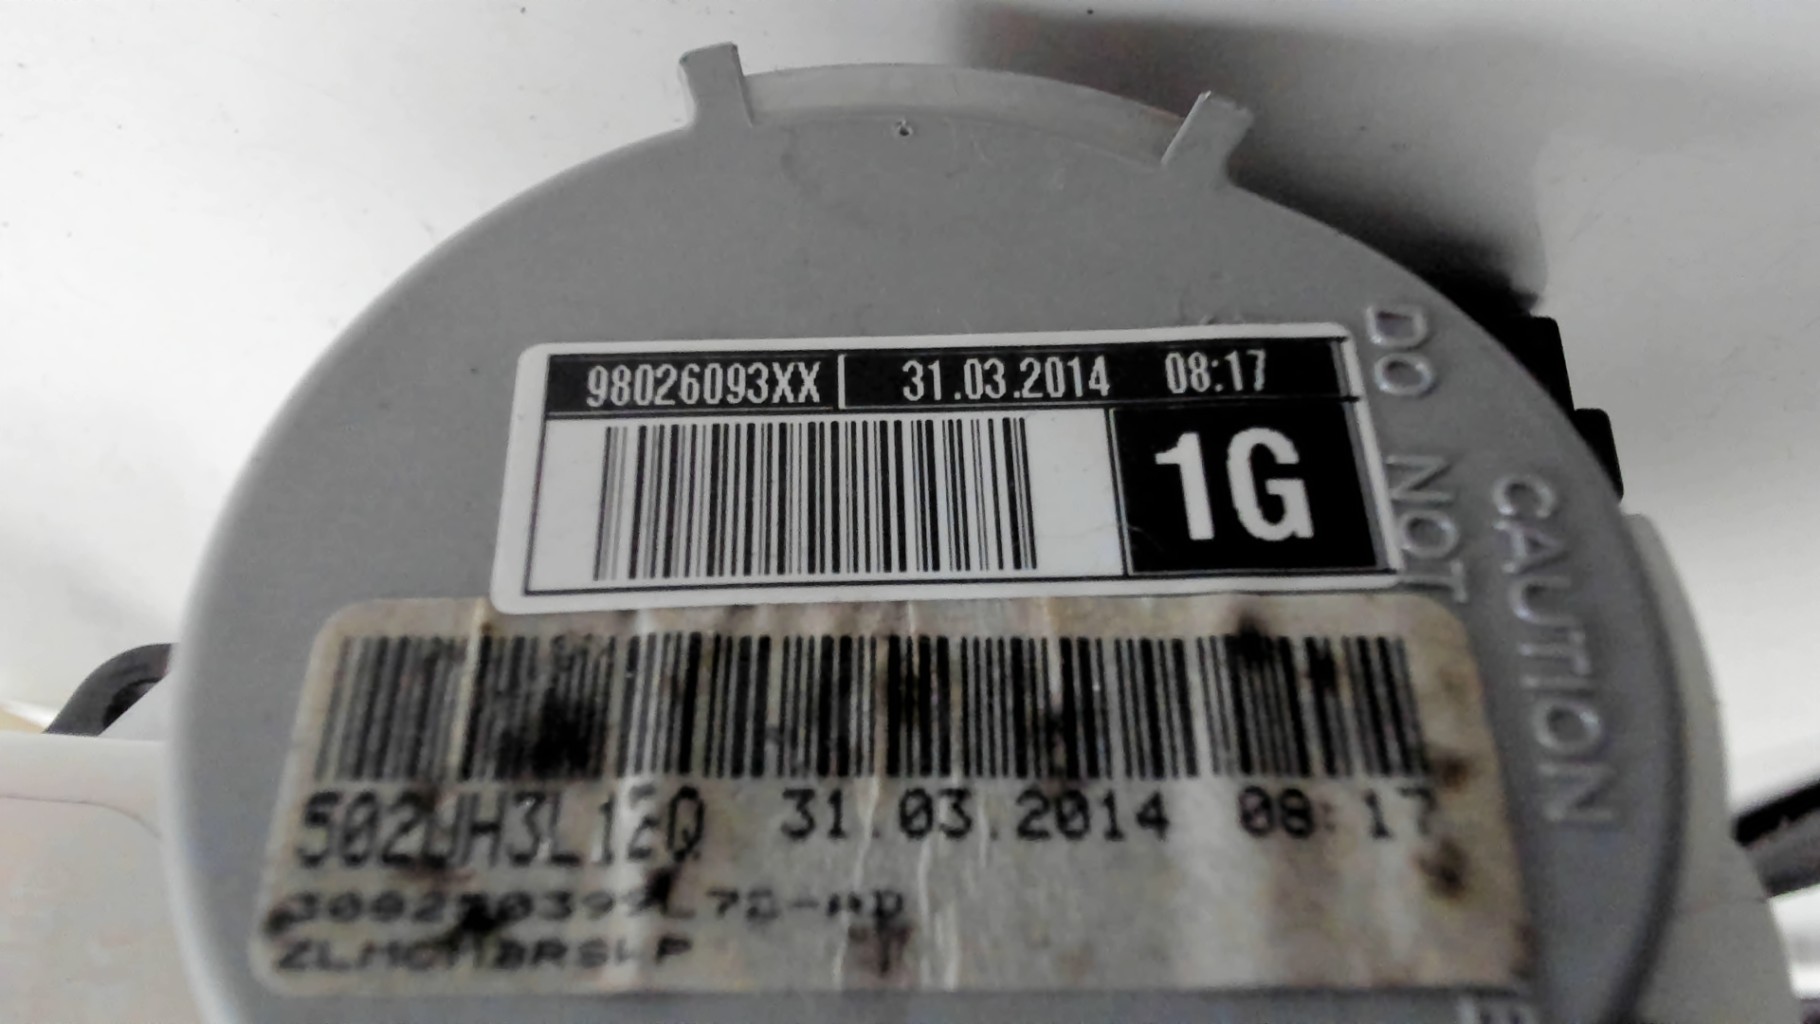 98026093XX 31.03.2014 08:17
1G
31.03.2014 08:17
DO NOT
CAUTION